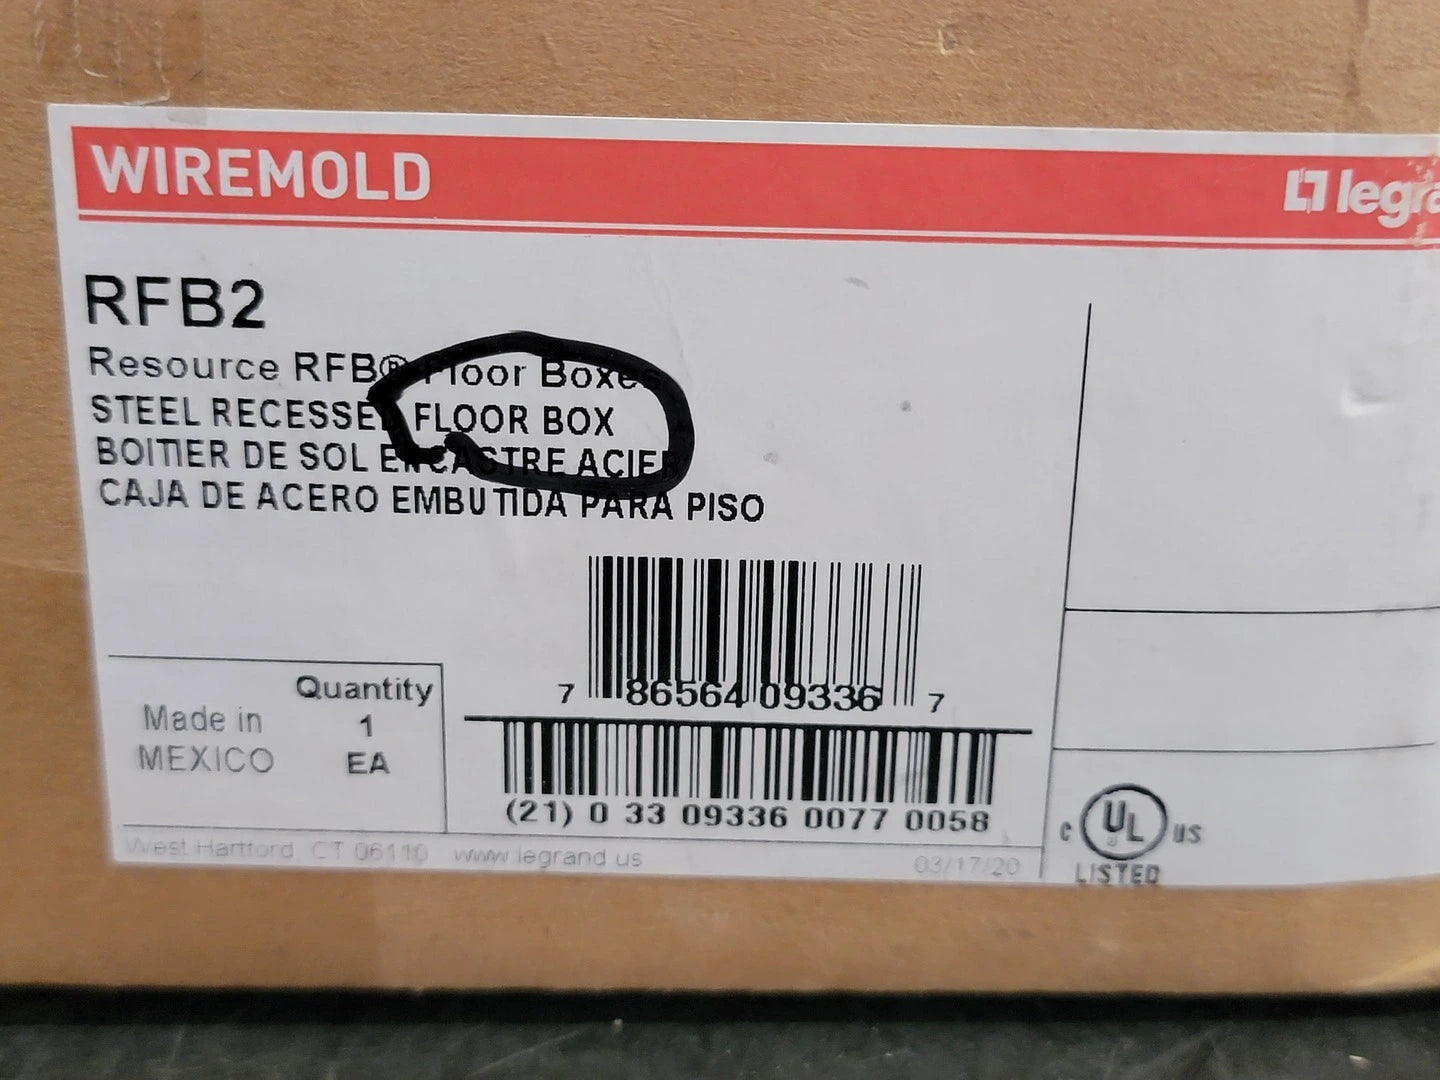 WIREMOLD
legra
RFB2
Resource RFB® Floor Boxes
STEEL RECESSED FLOOR BOX
BOITIER DE SOL ENCASTRE ACIER
CAJA DE ACERO EMBUTIDA PARA PISO
7 86564 09336 7
Quantity
Made in 1
MEXICO EA
(21) 0 33 09336 0077 0058
C UL US
LISTED
West Hartford, CT 06110 www.legrand.us 03/17/20